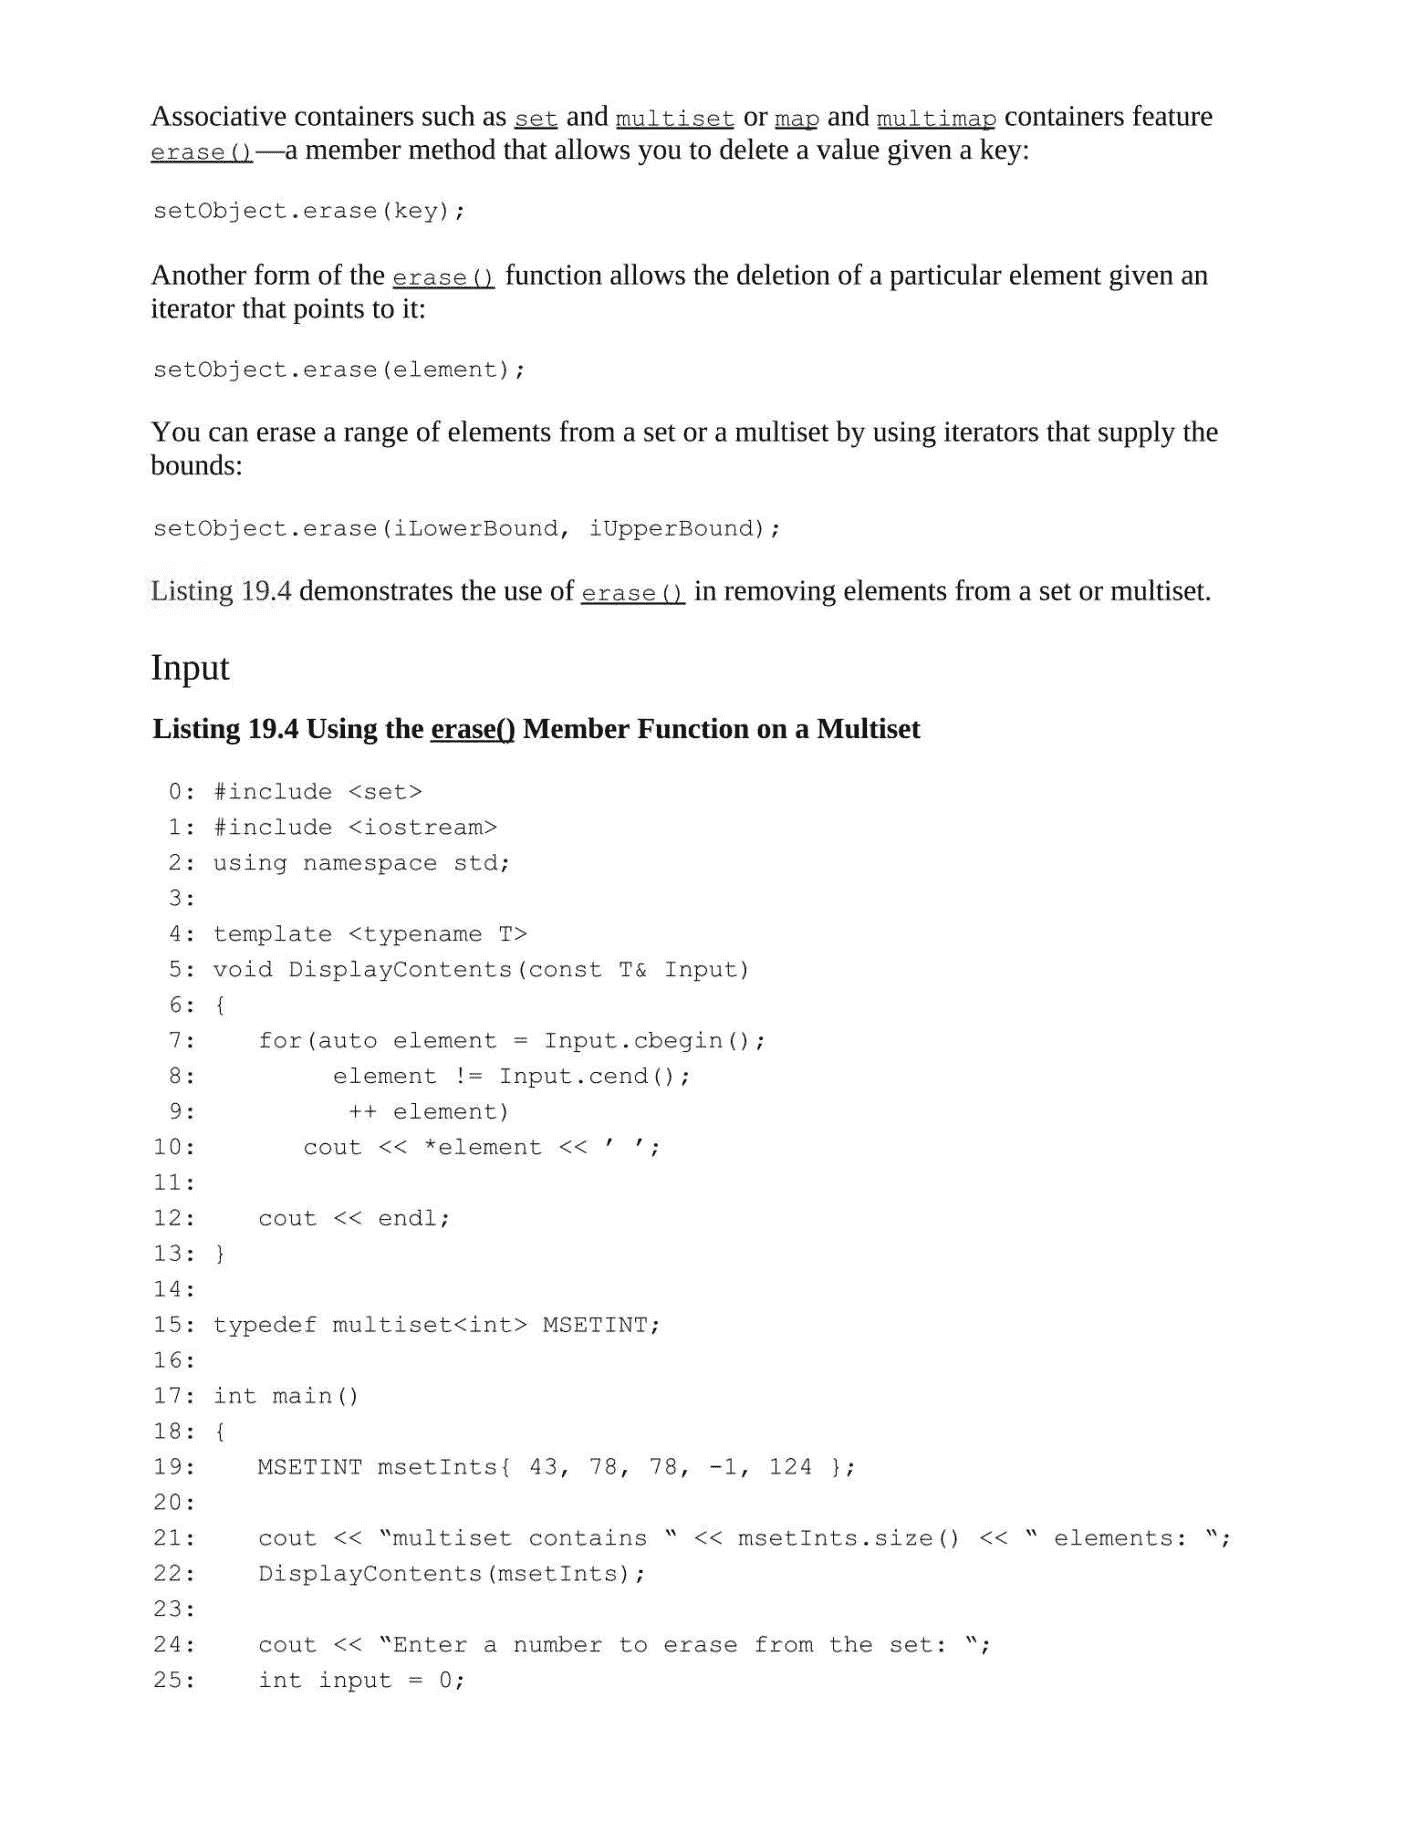 Associative containers such as set and multiset or map and multimap containers feature
erase()—a member method that allows you to delete a value given a key:
setObject.erase(key);
Another form of the erase() function allows the deletion of a particular element given an
iterator that points to it:
setObject.erase(element);
You can erase a range of elements from a set or a multiset by using iterators that supply the
bounds:
setObject.erase(iLowerBound, iUpperBound);
Listing 19.4 demonstrates the use of erase() in removing elements from a set or multiset.
Input
Listing 19.4 Using the erase() Member Function on a Multiset
0: #include <set>
1: #include <iostream>
2: using namespace std;
3:
4: template <typename T>
5: void DisplayContents(const T& Input)
6: {
7:    for(auto element = Input.cbegin();
8:         element != Input.cend();
9:          ++ element)
10:       cout << *element << ’ ’;
11:
12:    cout << endl;
13: }
14:
15: typedef multiset<int> MSETINT;
16:
17: int main()
18: {
19:    MSETINT msetInts{ 43, 78, 78, -1, 124 };
20:
21:    cout << “multiset contains “ << msetInts.size() << “ elements: “;
22:    DisplayContents(msetInts);
23:
24:    cout << “Enter a number to erase from the set: “;
25:    int input = 0;